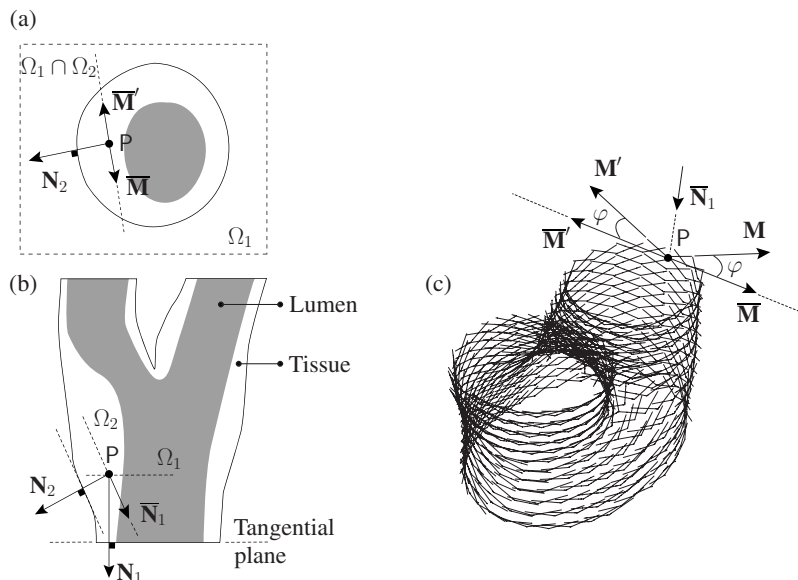 (a)
Ω₁ ∩ Ω₂
M̅′
P
N₂
M̅
Ω₁
(b)
Lumen
Tissue
Ω₂
P
Ω₁
N₂
N̅₁
Tangential
plane
N₁
(c)
M′
N̅₁
φ
P
M
M̅′
φ
M̅